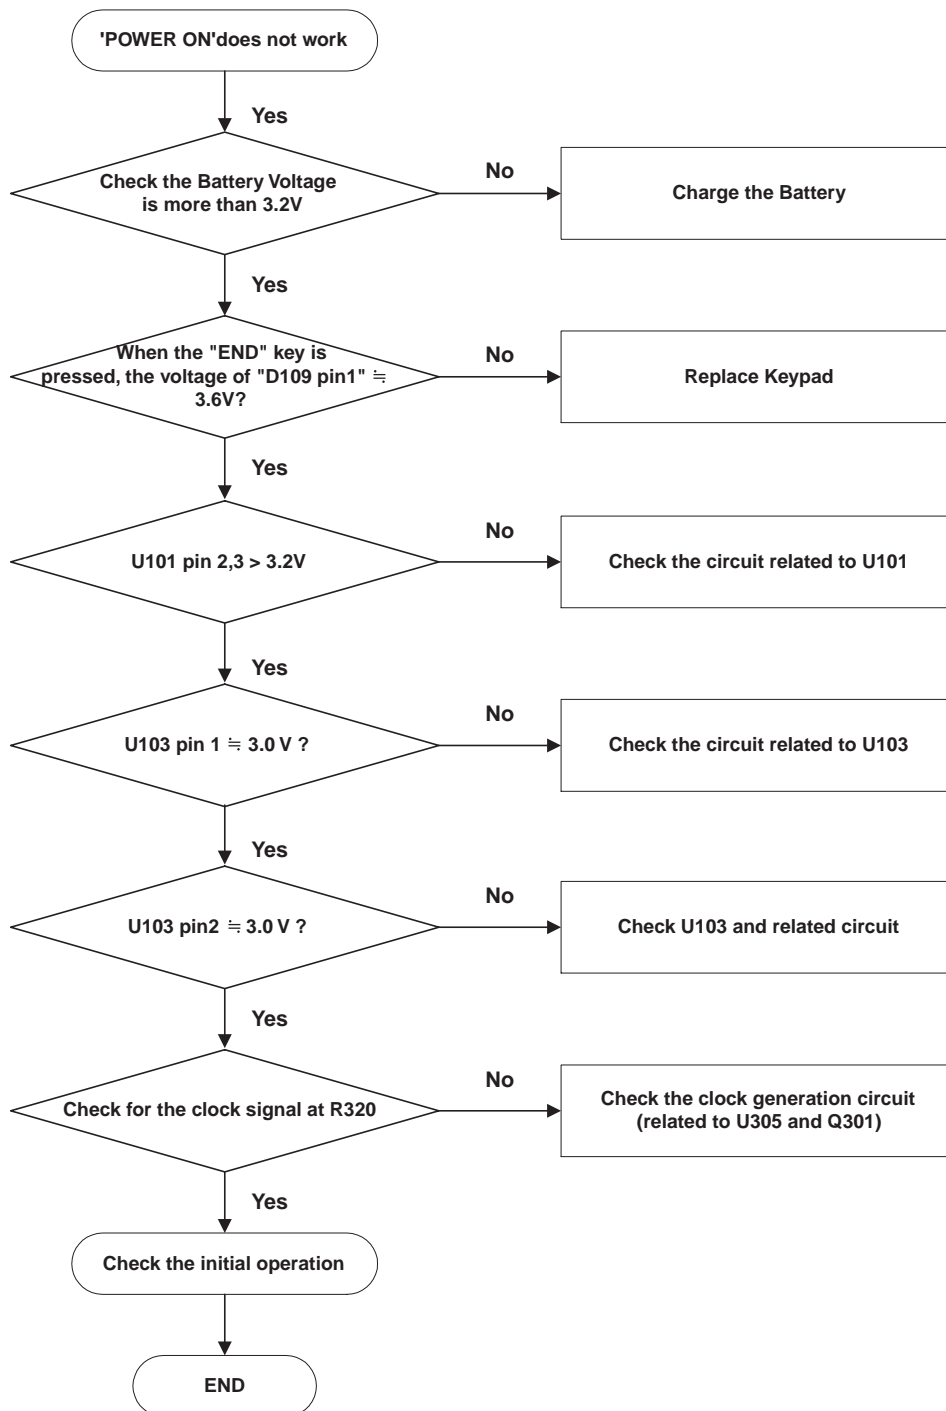 'POWER ON'does not work
Yes
Check the Battery Voltage
is more than 3.2V
No
Charge the Battery
Yes
When the "END" key is
pressed, the voltage of "D109 pin1" ≒
3.6V?
No
Replace Keypad
Yes
U101 pin 2,3 > 3.2V
No
Check the circuit related to U101
Yes
U103 pin 1 ≒ 3.0 V ?
No
Check the circuit related to U103
Yes
U103 pin2 ≒ 3.0 V ?
No
Check U103 and related circuit
Yes
Check for the clock signal at R320
No
Check the clock generation circuit
(related to U305 and Q301)
Yes
Check the initial operation
END